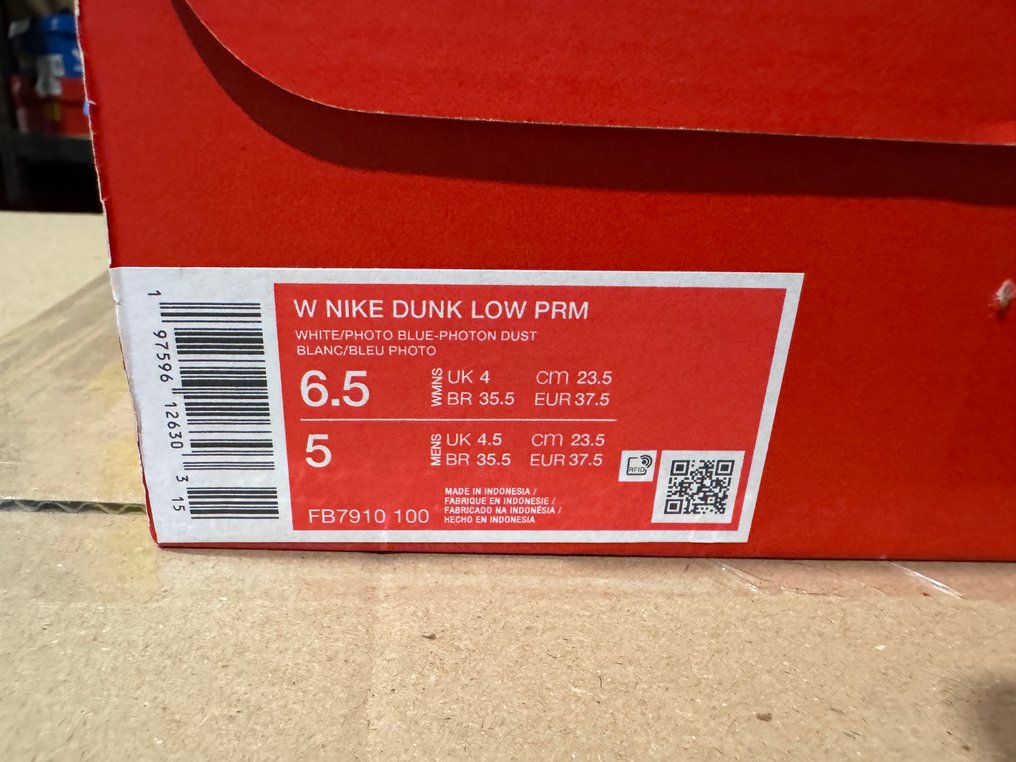 W NIKE DUNK LOW PRM
WHITE/PHOTO BLUE-PHOTON DUST
BLANC/BLEU PHOTO
6.5 WMNS UK 4 cm 23.5
BR 35.5 EUR 37.5
5 MENS UK 4.5 cm 23.5
BR 35.5 EUR 37.5
MADE IN INDONESIA /
FABRIQUE EN INDONESIE /
FABRICADO NA INDONÉSIA /
HECHO EN INDONESIA
FB7910 100
RFID
1 97596 12630 3 15